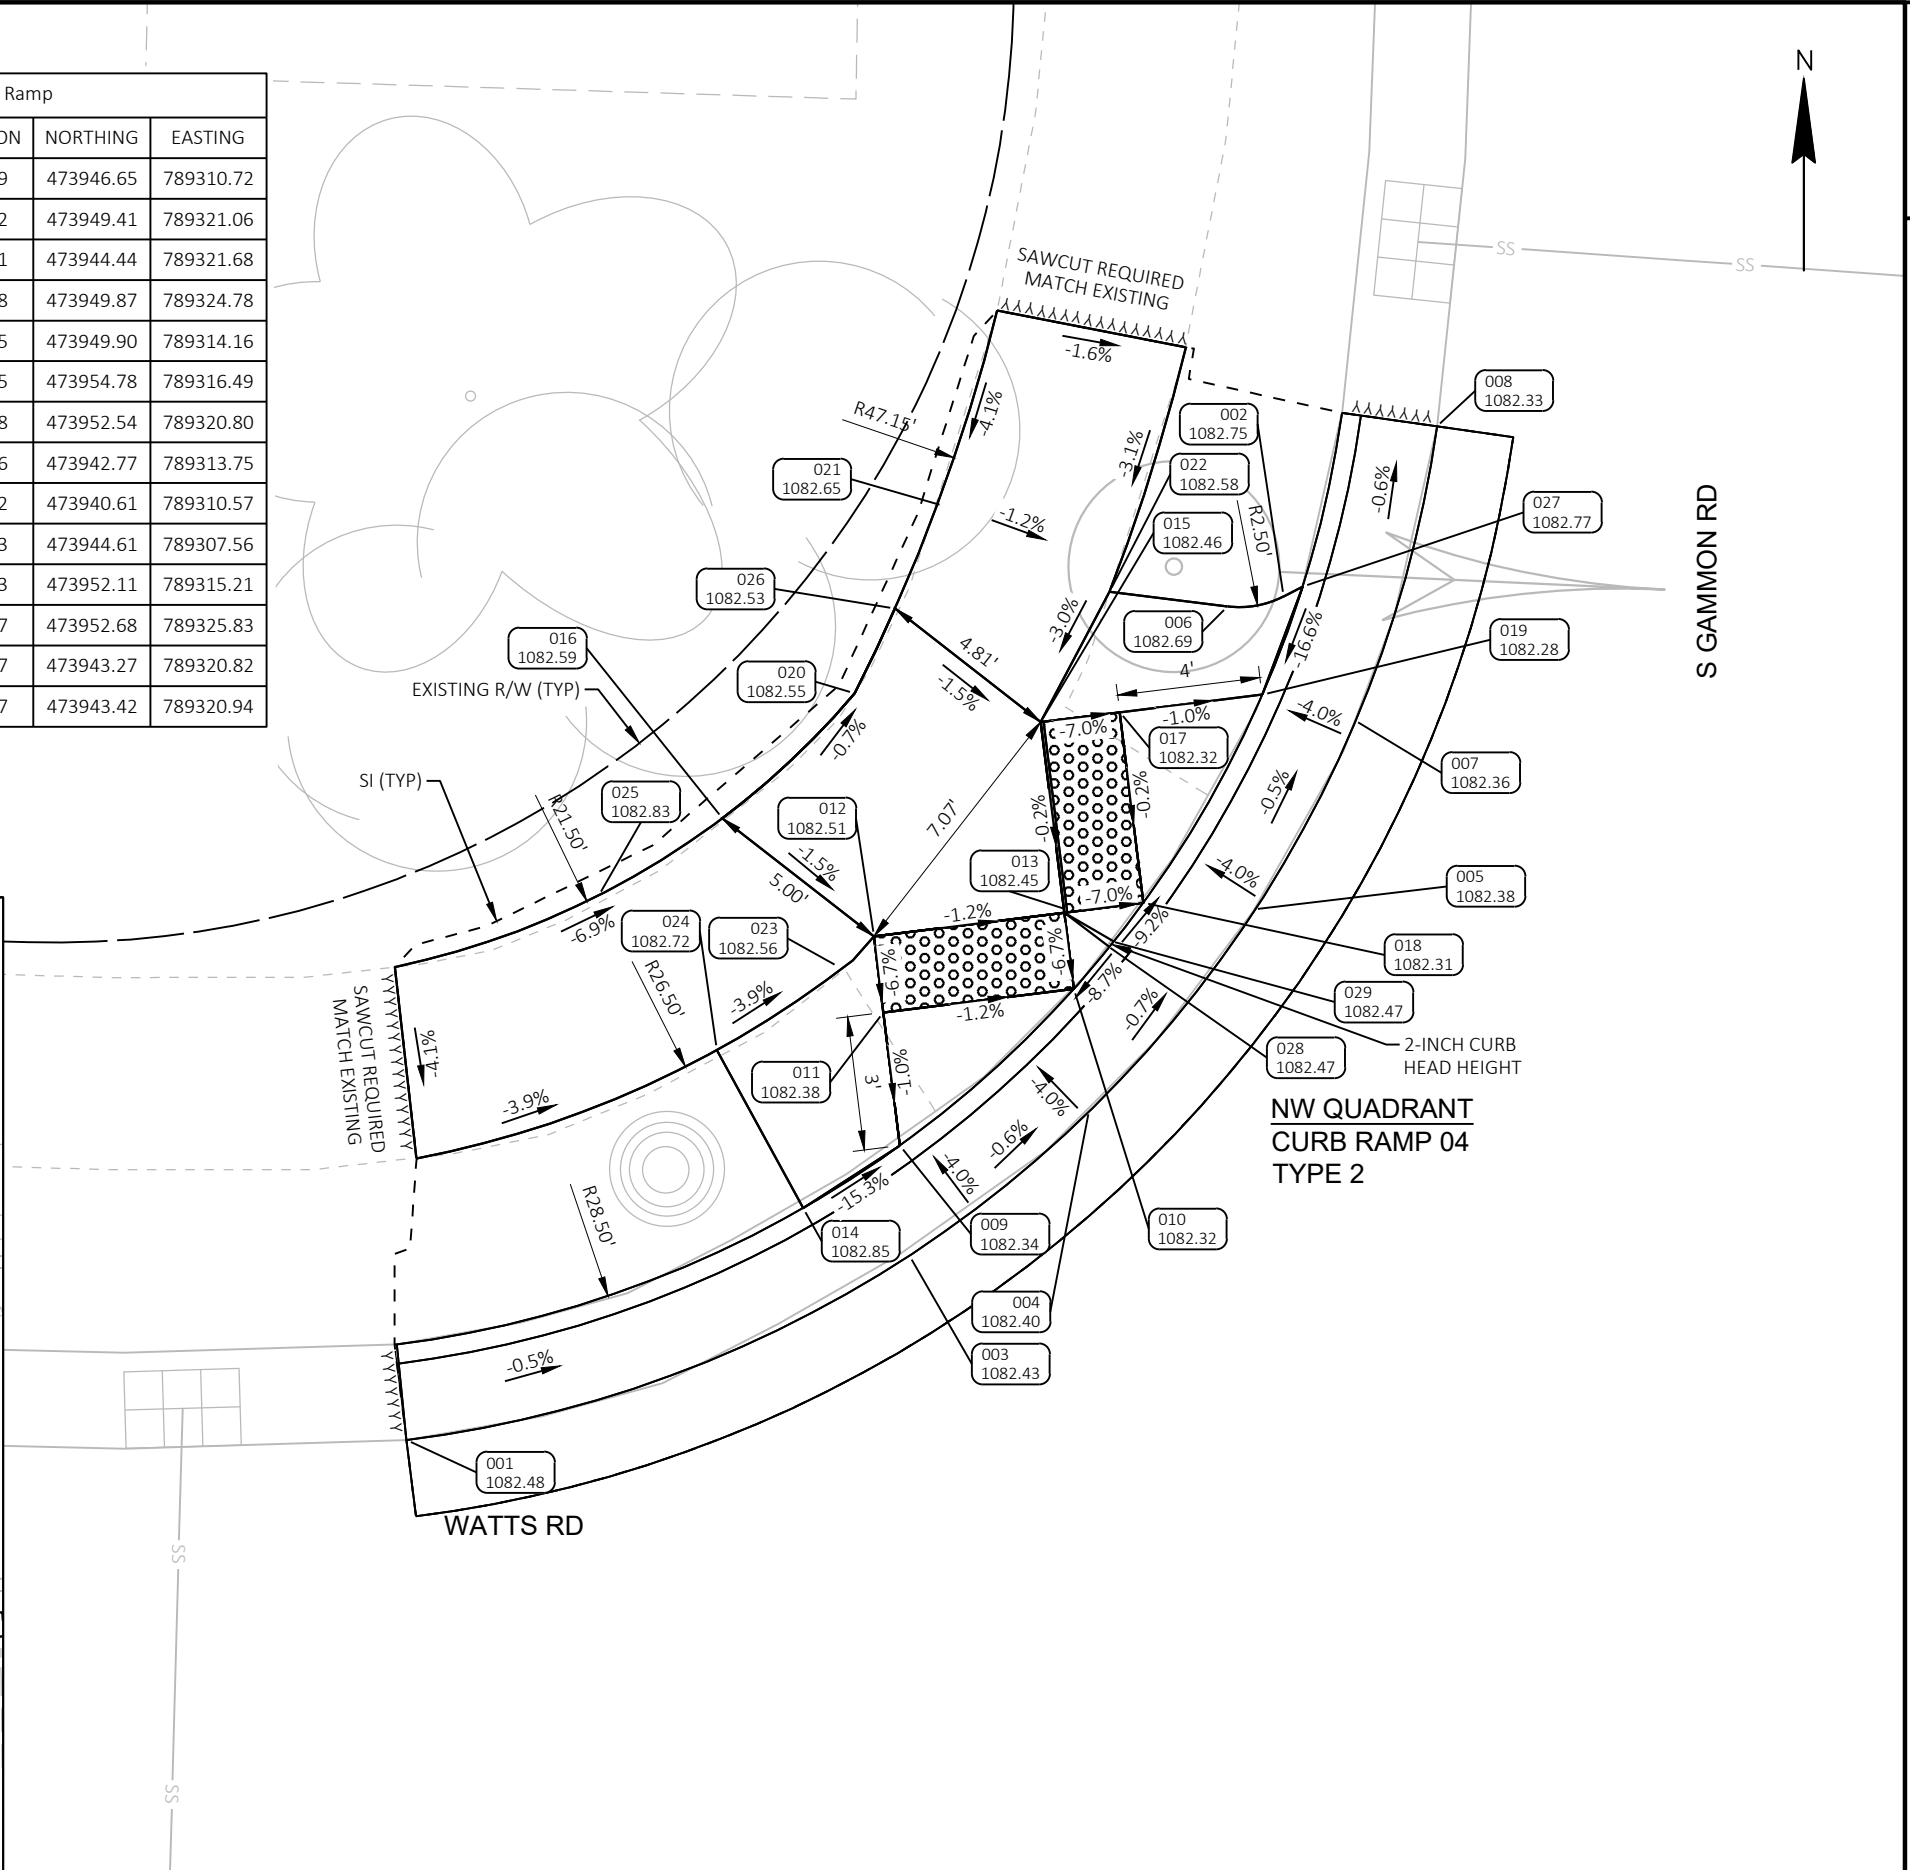 Ramp
ON NORTHING EASTING
9 473946.65 789310.72
2 473949.41 789321.06
1 473944.44 789321.68
8 473949.87 789324.78
5 473949.90 789314.16
5 473954.78 789316.49
8 473952.54 789320.80
6 473942.77 789313.75
2 473940.61 789310.57
3 473944.61 789307.56
3 473952.11 789315.21
7 473952.68 789325.83
7 473943.27 789320.82
7 473943.42 789320.94
N
SS
SS
SAWCUT REQUIRED
MATCH EXISTING
-1.6%
-4.1%
R47.15'
-3.1%
002
1082.75
008
1082.33
021
1082.65
022
1082.58
-0.6%
027
1082.77
S GAMMON RD
-1.2%
015
1082.46
R2.50'
026
1082.53
-3.0%
006
1082.69
-16.6%
019
1082.28
016
1082.59
4.81'
4'
020
1082.55
EXISTING R/W (TYP)
-1.5%
-1.0%
-4.0%
-7.0%
017
1082.32
-0.7%
007
1082.36
SI (TYP)
025
1082.83
R21.50'
012
1082.51
7.07'
-0.2%
-0.2%
-0.5%
-1.5%
5.00'
013
1082.45
-4.0%
005
1082.38
-7.0%
-1.2%
-6.9%
024
1082.72
023
1082.56
-6.7%
-6.7%
-9.2%
018
1082.31
R26.50'
-3.9%
-8.7%
-0.7%
029
1082.47
SAWCUT REQUIRED
MATCH EXISTING
-4.1%
-1.2%
028
1082.47
2-INCH CURB
HEAD HEIGHT
011
1082.38
3'
-1.0%
-4.0%
-3.9%
NW QUADRANT
CURB RAMP 04
TYPE 2
-0.6%
-4.0%
-15.3%
R28.50'
014
1082.85
009
1082.34
010
1082.32
004
1082.40
003
1082.43
-0.5%
001
1082.48
WATTS RD
SS
SS